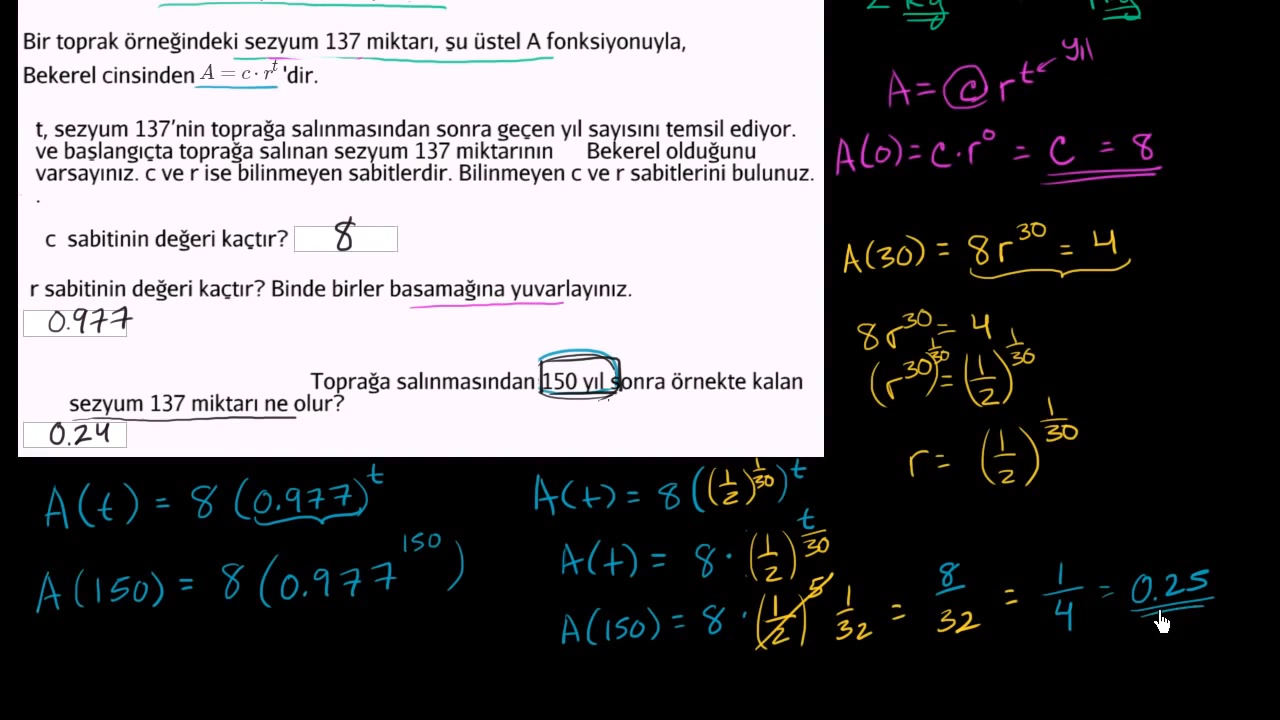 Bir toprak örneğindeki sezyum 137 miktarı, şu üstel A fonksiyonuyla,
Bekerel cinsinden A = c · r^t 'dir.
t, sezyum 137'nin toprağa salınmasından sonra geçen yıl sayısını temsil ediyor.
ve başlangıçta toprağa salınan sezyum 137 miktarının Bekerel olduğunu
varsayınız. c ve r ise bilinmeyen sabitlerdir. Bilinmeyen c ve r sabitlerini bulunuz.
.
c sabitinin değeri kaçtır? 8
r sabitinin değeri kaçtır? Binde birler basamağına yuvarlayınız.
0.977
Toprağa salınmasından 150 yıl sonra örnekte kalan
sezyum 137 miktarı ne olur?
0.24
A = c r^t ← yıl
A(0) = c · r^0 = c = 8
A(30) = 8r^30 = 4
8r^30 = 4
(r^30)^1/30 = (1/2)^1/30
r = (1/2)^1/30
A(t) = 8(0.977)^t
A(150) = 8(0.977^150)
A(t) = 8((1/2)^1/30)^t
A(t) = 8 · (1/2)^t/30
A(150) = 8 · (1/2)^5 1/32 = 8/32 = 1/4 = 0.25